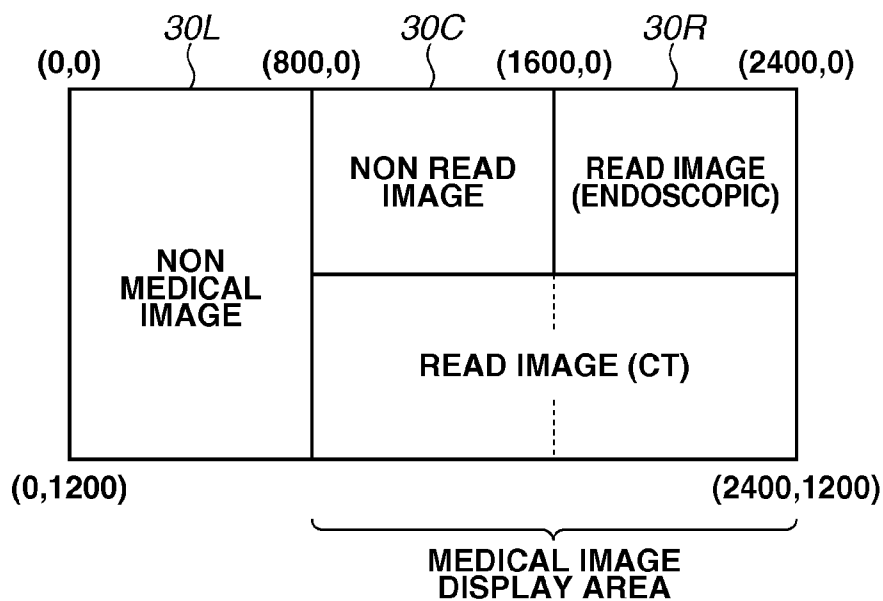 30L 30C 30R
(0,0) (800,0) (1600,0) (2400,0)
NON READ
IMAGE
READ IMAGE
(ENDOSCOPIC)
NON
MEDICAL
IMAGE
READ IMAGE (CT)
(0,1200) (2400,1200)
MEDICAL IMAGE
DISPLAY AREA